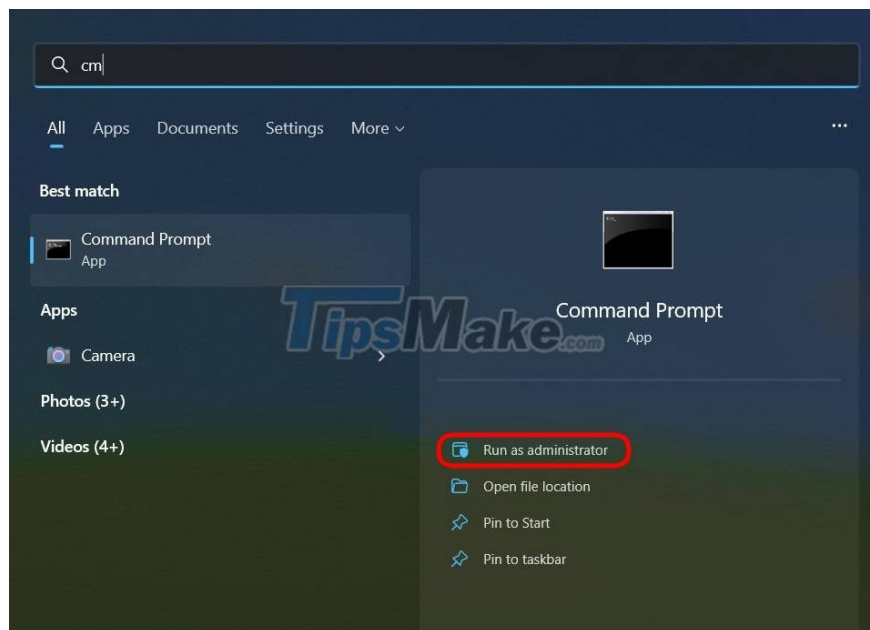 cm
All Apps Documents Settings More
Best match
Command Prompt
App
Apps
Camera
Photos (3+)
Videos (4+)
TipsMake.com
Command Prompt
App
Run as administrator
Open file location
Pin to Start
Pin to taskbar